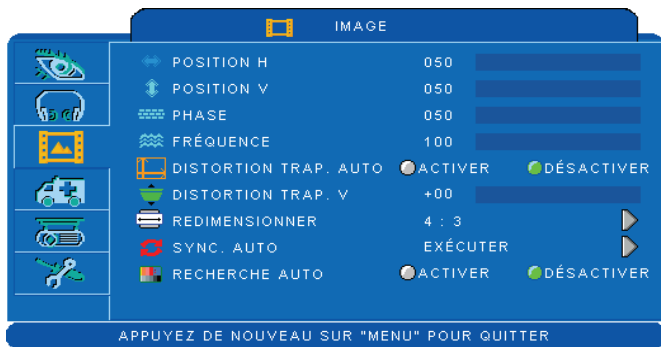 IMAGE
POSITION H 050
POSITION V 050
PHASE 050
FRÉQUENCE 100
DISTORTION TRAP. AUTO ACTIVER DÉSACTIVER
DISTORTION TRAP. V +00
REDIMENSIONNER 4 : 3
SYNC. AUTO EXÉCUTER
RECHERCHE AUTO ACTIVER DÉSACTIVER
APPUYEZ DE NOUVEAU SUR "MENU" POUR QUITTER